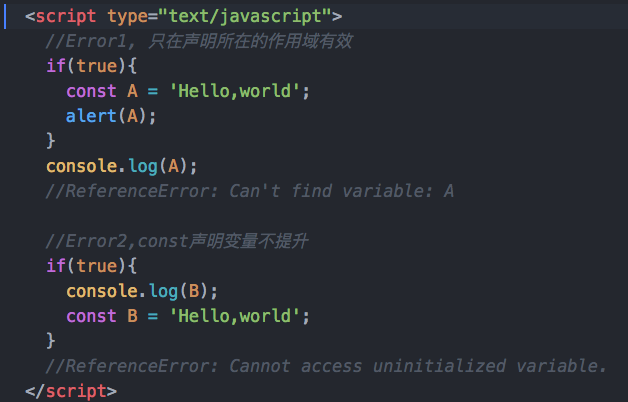 <script type="text/javascript">
//Error1, 只在声明所在的作用域有效
if(true){
const A = 'Hello,world';
alert(A);
}
console.log(A);
//ReferenceError: Can't find variable: A
//Error2,const声明变量不提升
if(true){
console.log(B);
const B = 'Hello,world';
}
//ReferenceError: Cannot access uninitialized variable.
</script>